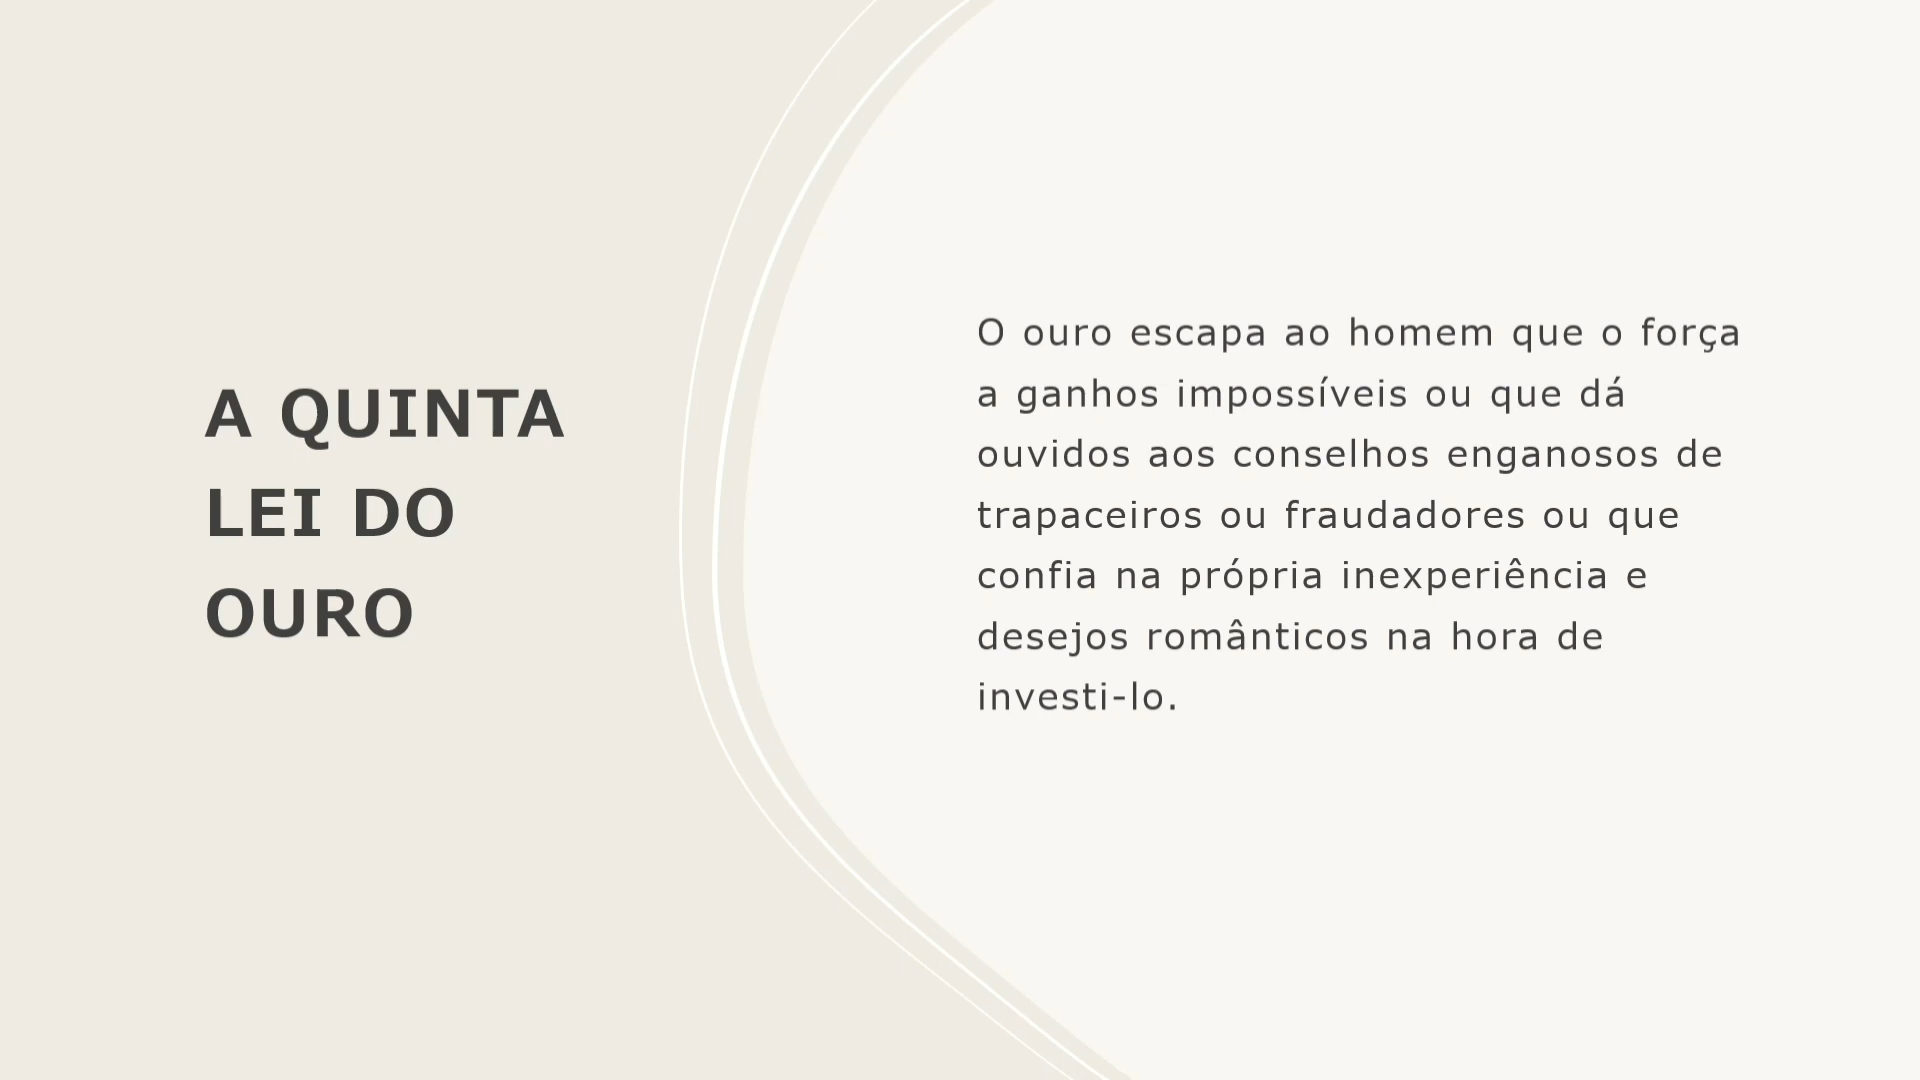 A QUINTA
LEI DO
OURO
O ouro escapa ao homem que o força
a ganhos impossíveis ou que dá
ouvidos aos conselhos enganosos de
trapaceiros ou fraudadores ou que
confia na própria inexperiência e
desejos românticos na hora de
investi-lo.